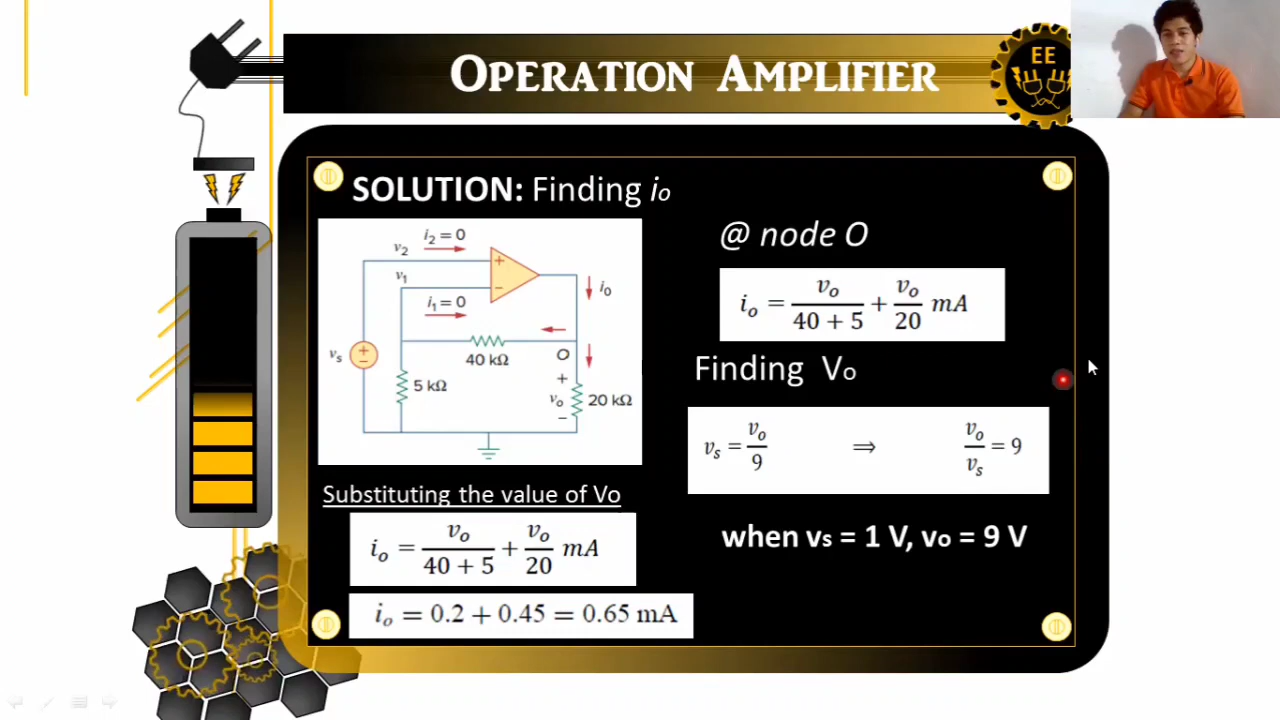 OPERATION AMPLIFIER
EE
SOLUTION: Finding io
i₂ = 0
v₂
+
v₁
−
i₁ = 0
i₀
vs
+
−
40 kΩ
O
5 kΩ
+
vo
−
20 kΩ
@ node O
iₒ = vₒ/(40 + 5) + vₒ/20 mA
Finding Vo
vₛ = vₒ/9 ⇒ vₒ/vₛ = 9
when vs = 1 V, vo = 9 V
Substituting the value of Vo
iₒ = vₒ/(40 + 5) + vₒ/20 mA
iₒ = 0.2 + 0.45 = 0.65 mA